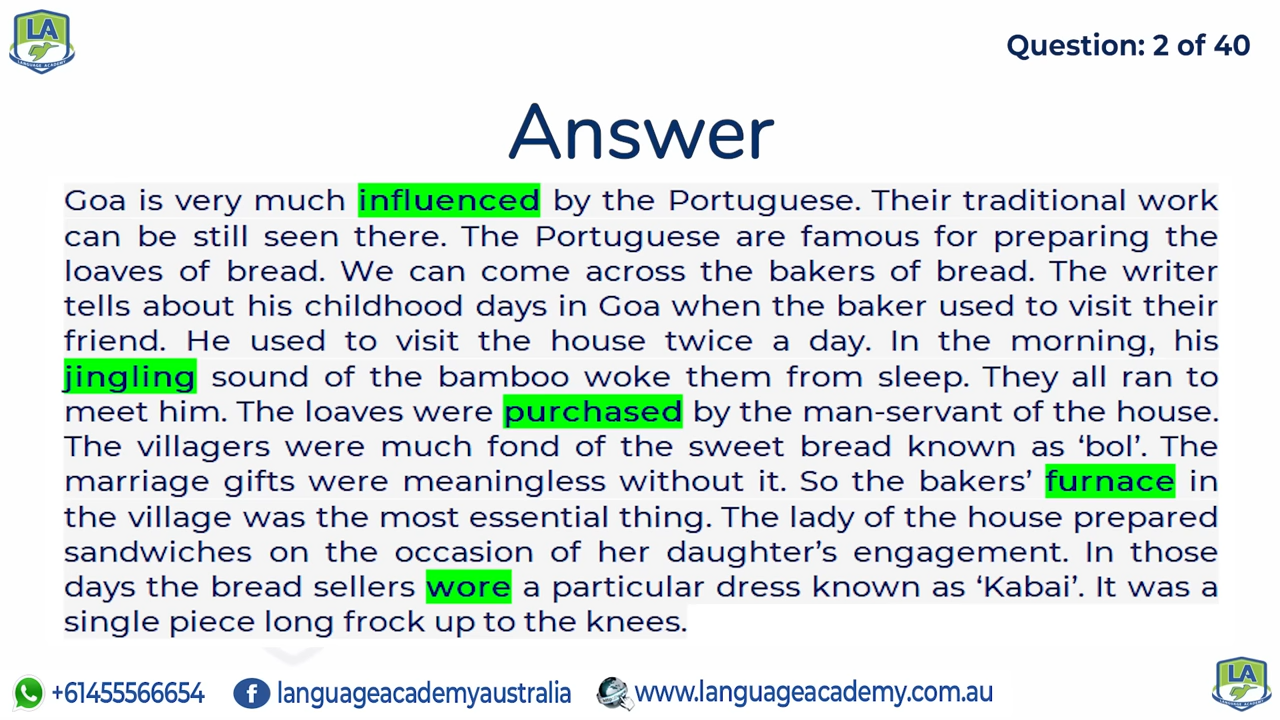 LA
LANGUAGE ACADEMY
Question: 2 of 40
Answer
Goa is very much influenced by the Portuguese. Their traditional work
can be still seen there. The Portuguese are famous for preparing the
loaves of bread. We can come across the bakers of bread. The writer
tells about his childhood days in Goa when the baker used to visit their
friend. He used to visit the house twice a day. In the morning, his
jingling sound of the bamboo woke them from sleep. They all ran to
meet him. The loaves were purchased by the man-servant of the house.
The villagers were much fond of the sweet bread known as ‘bol’. The
marriage gifts were meaningless without it. So the bakers’ furnace in
the village was the most essential thing. The lady of the house prepared
sandwiches on the occasion of her daughter’s engagement. In those
days the bread sellers wore a particular dress known as ‘Kabai’. It was a
single piece long frock up to the knees.
+61455566654 languageacademyaustralia www.languageacademy.com.au
LA
LANGUAGE ACADEMY